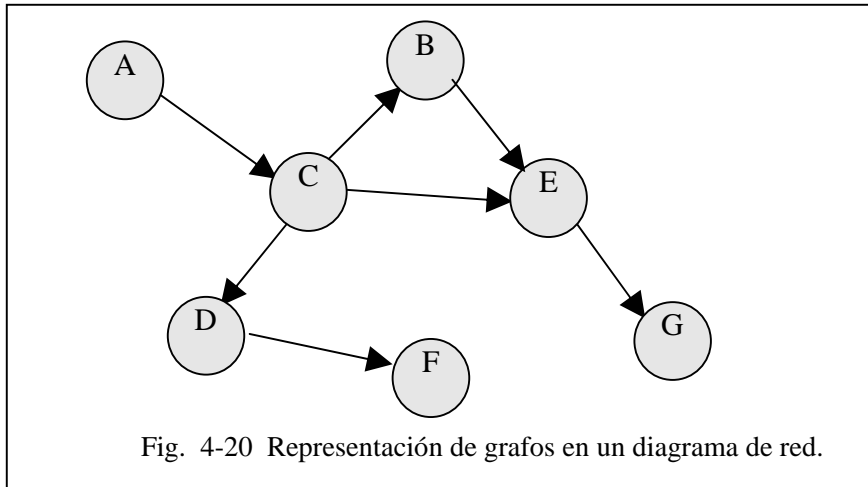 A
B
C
E
D
G
F
Fig. 4-20 Representación de grafos en un diagrama de red.